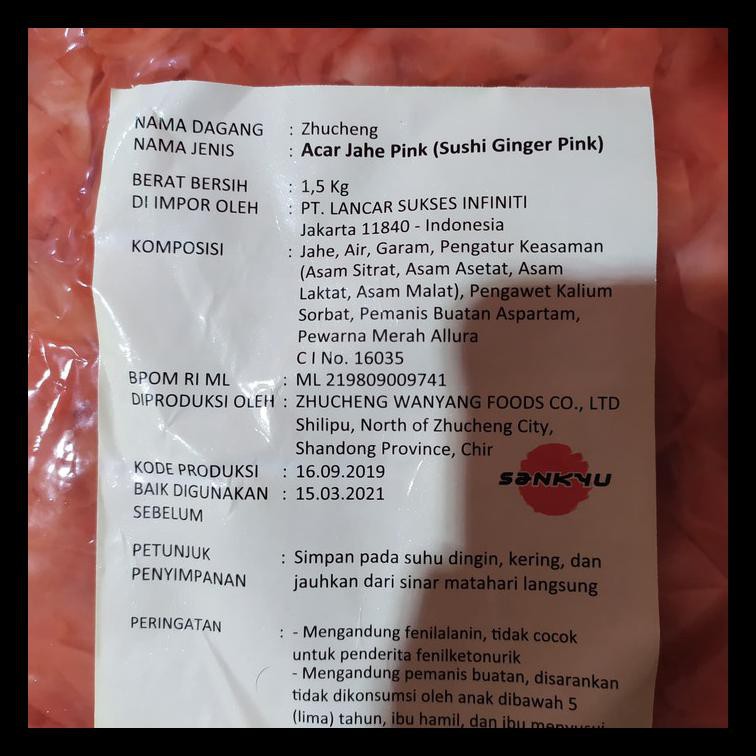 NAMA DAGANG : Zhucheng
NAMA JENIS : Acar Jahe Pink (Sushi Ginger Pink)
BERAT BERSIH : 1,5 Kg
DI IMPOR OLEH : PT. LANCAR SUKSES INFINITI
Jakarta 11840 - Indonesia
KOMPOSISI : Jahe, Air, Garam, Pengatur Keasaman
(Asam Sitrat, Asam Asetat, Asam
Laktat, Asam Malat), Pengawet Kalium
Sorbat, Pemanis Buatan Aspartam,
Pewarna Merah Allura
C I No. 16035
BPOM RI ML : ML 219809009741
DIPRODUKSI OLEH : ZHUCHENG WANYANG FOODS CO., LTD
Shilipu, North of Zhucheng City,
Shandong Province, Chir
SANKYU
KODE PRODUKSI : 16.09.2019
BAIK DIGUNAKAN : 15.03.2021
SEBELUM
PETUNJUK : Simpan pada suhu dingin, kering, dan
PENYIMPANAN jauhkan dari sinar matahari langsung
PERINGATAN : - Mengandung fenilalanin, tidak cocok
untuk penderita fenilketonurik
- Mengandung pemanis buatan, disarankan
tidak dikonsumsi oleh anak dibawah 5
(lima) tahun, ibu hamil, dan ibu menyusui